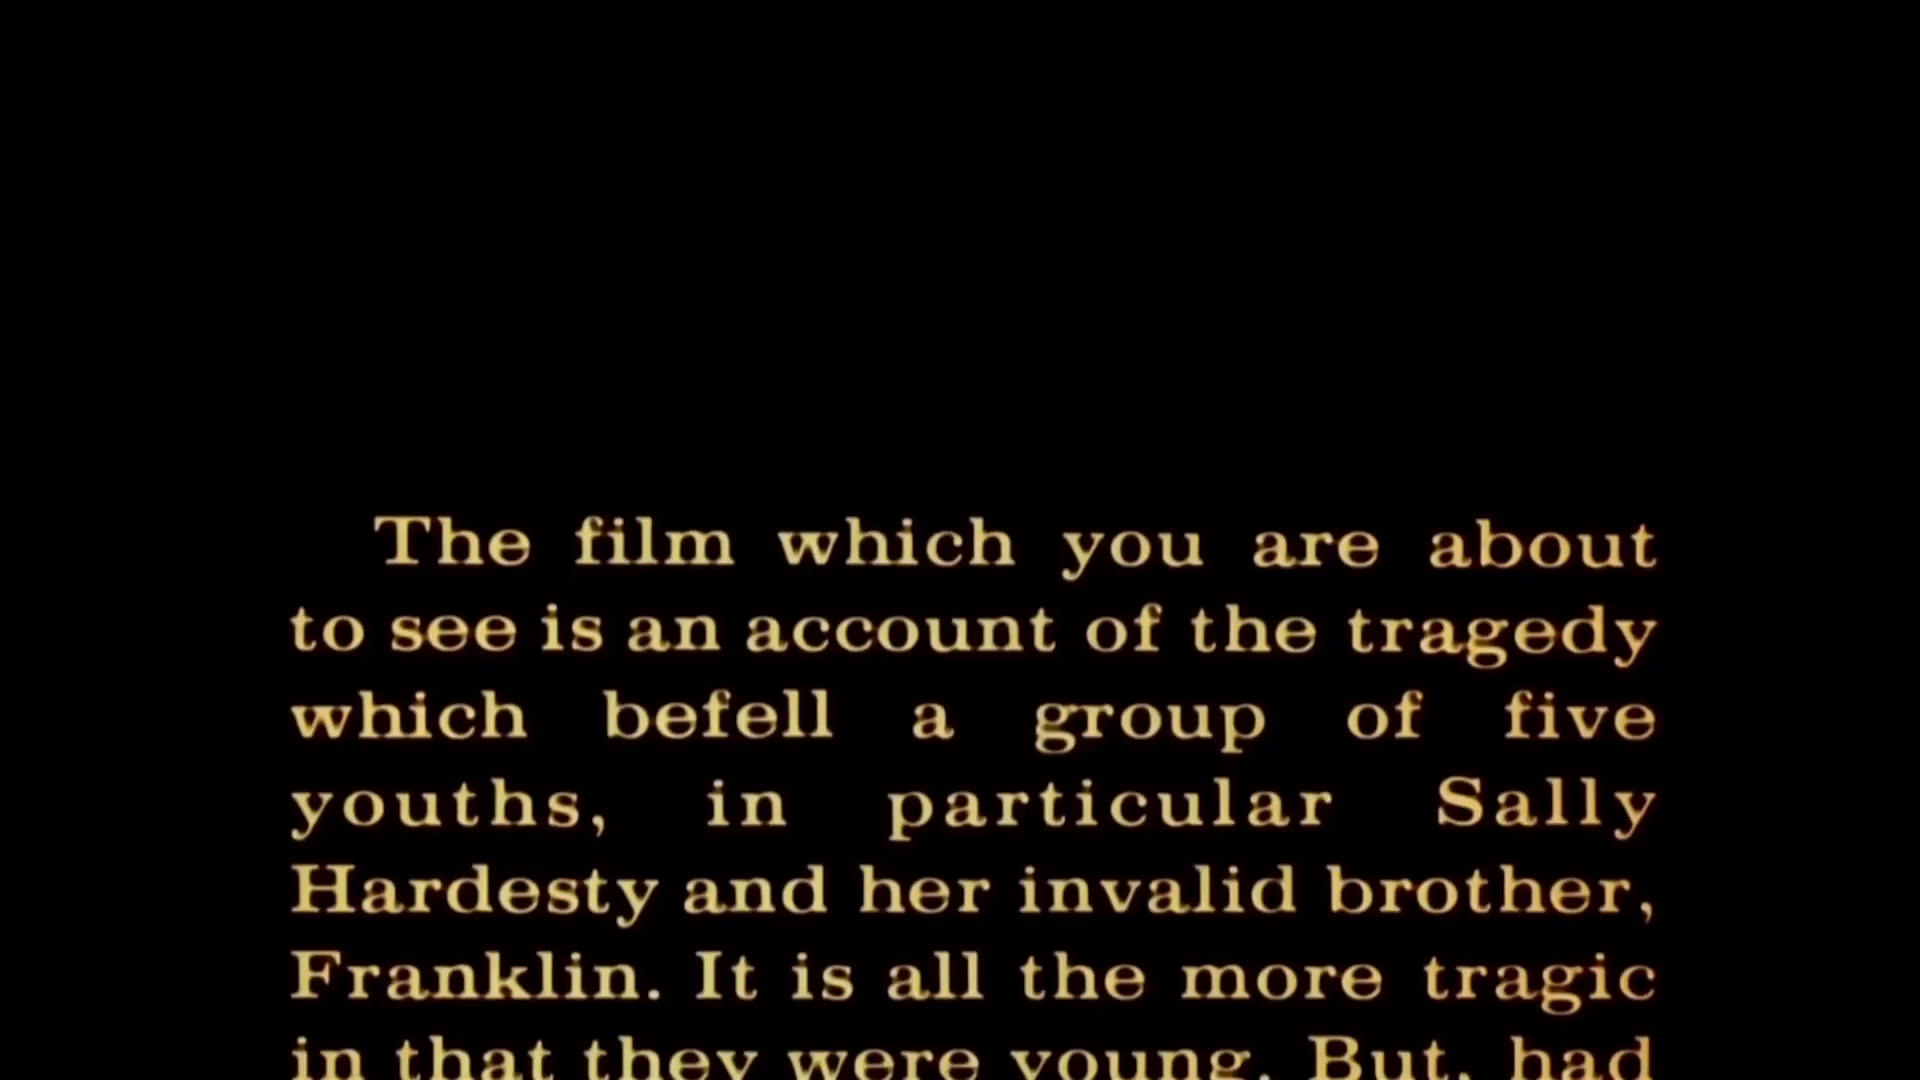 The film which you are about
to see is an account of the tragedy
which befell a group of five
youths, in particular Sally
Hardesty and her invalid brother,
Franklin. It is all the more tragic
in that they were young. But, had